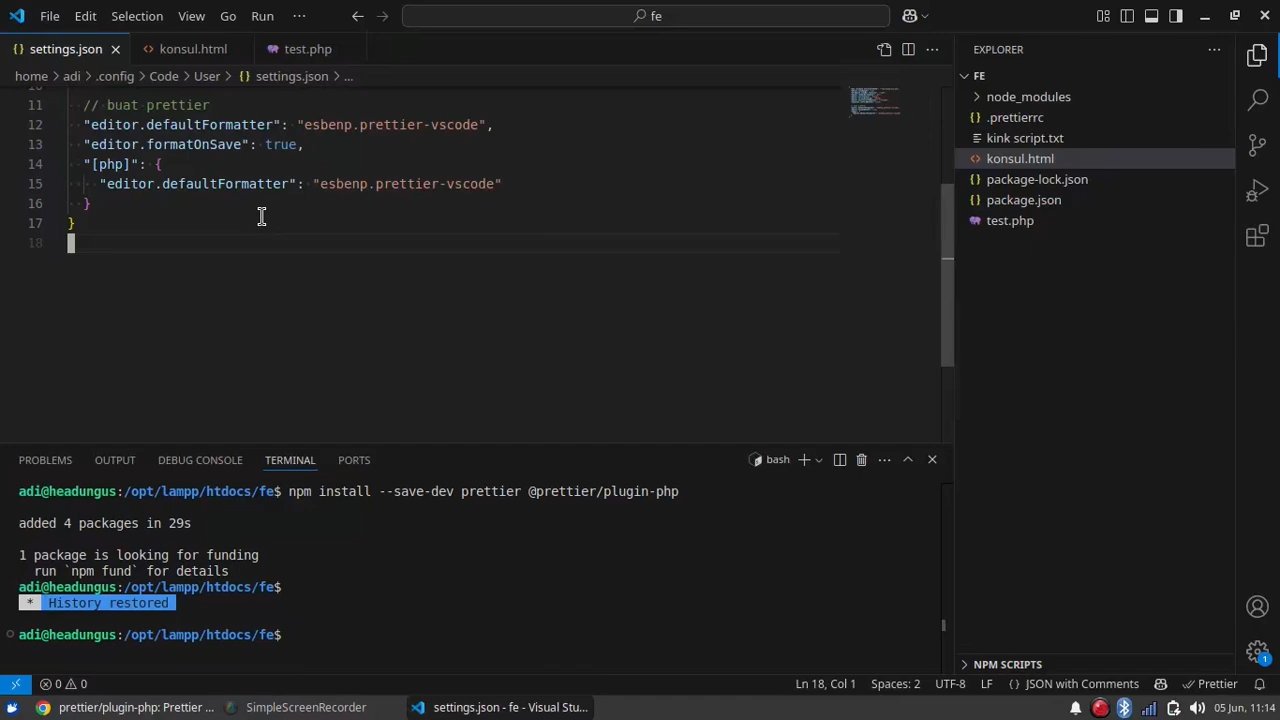 File Edit Selection View Go Run ··· fe
settings.json konsul.html test.php
home > adi > .config > Code > User > settings.json > ...
11 // buat prettier
12 "editor.defaultFormatter": "esbenp.prettier-vscode",
13 "editor.formatOnSave": true,
14 "[php]": {
15 "editor.defaultFormatter": "esbenp.prettier-vscode"
16 }
17 }
18
PROBLEMS OUTPUT DEBUG CONSOLE TERMINAL PORTS bash
adi@headungus:/opt/lampp/htdocs/fe$ npm install --save-dev prettier @prettier/plugin-php
added 4 packages in 29s
1 package is looking for funding
run `npm fund` for details
adi@headungus:/opt/lampp/htdocs/fe$
* History restored
adi@headungus:/opt/lampp/htdocs/fe$
EXPLORER
FE
node_modules
.prettierrc
kink script.txt
konsul.html
package-lock.json
package.json
test.php
NPM SCRIPTS
1
0 0 Ln 18, Col 1 Spaces: 2 UTF-8 LF {} JSON with Comments Prettier
prettier/plugin-php: Prettier ... SimpleScreenRecorder settings.json - fe - Visual Stu... 05 Jun, 11:14